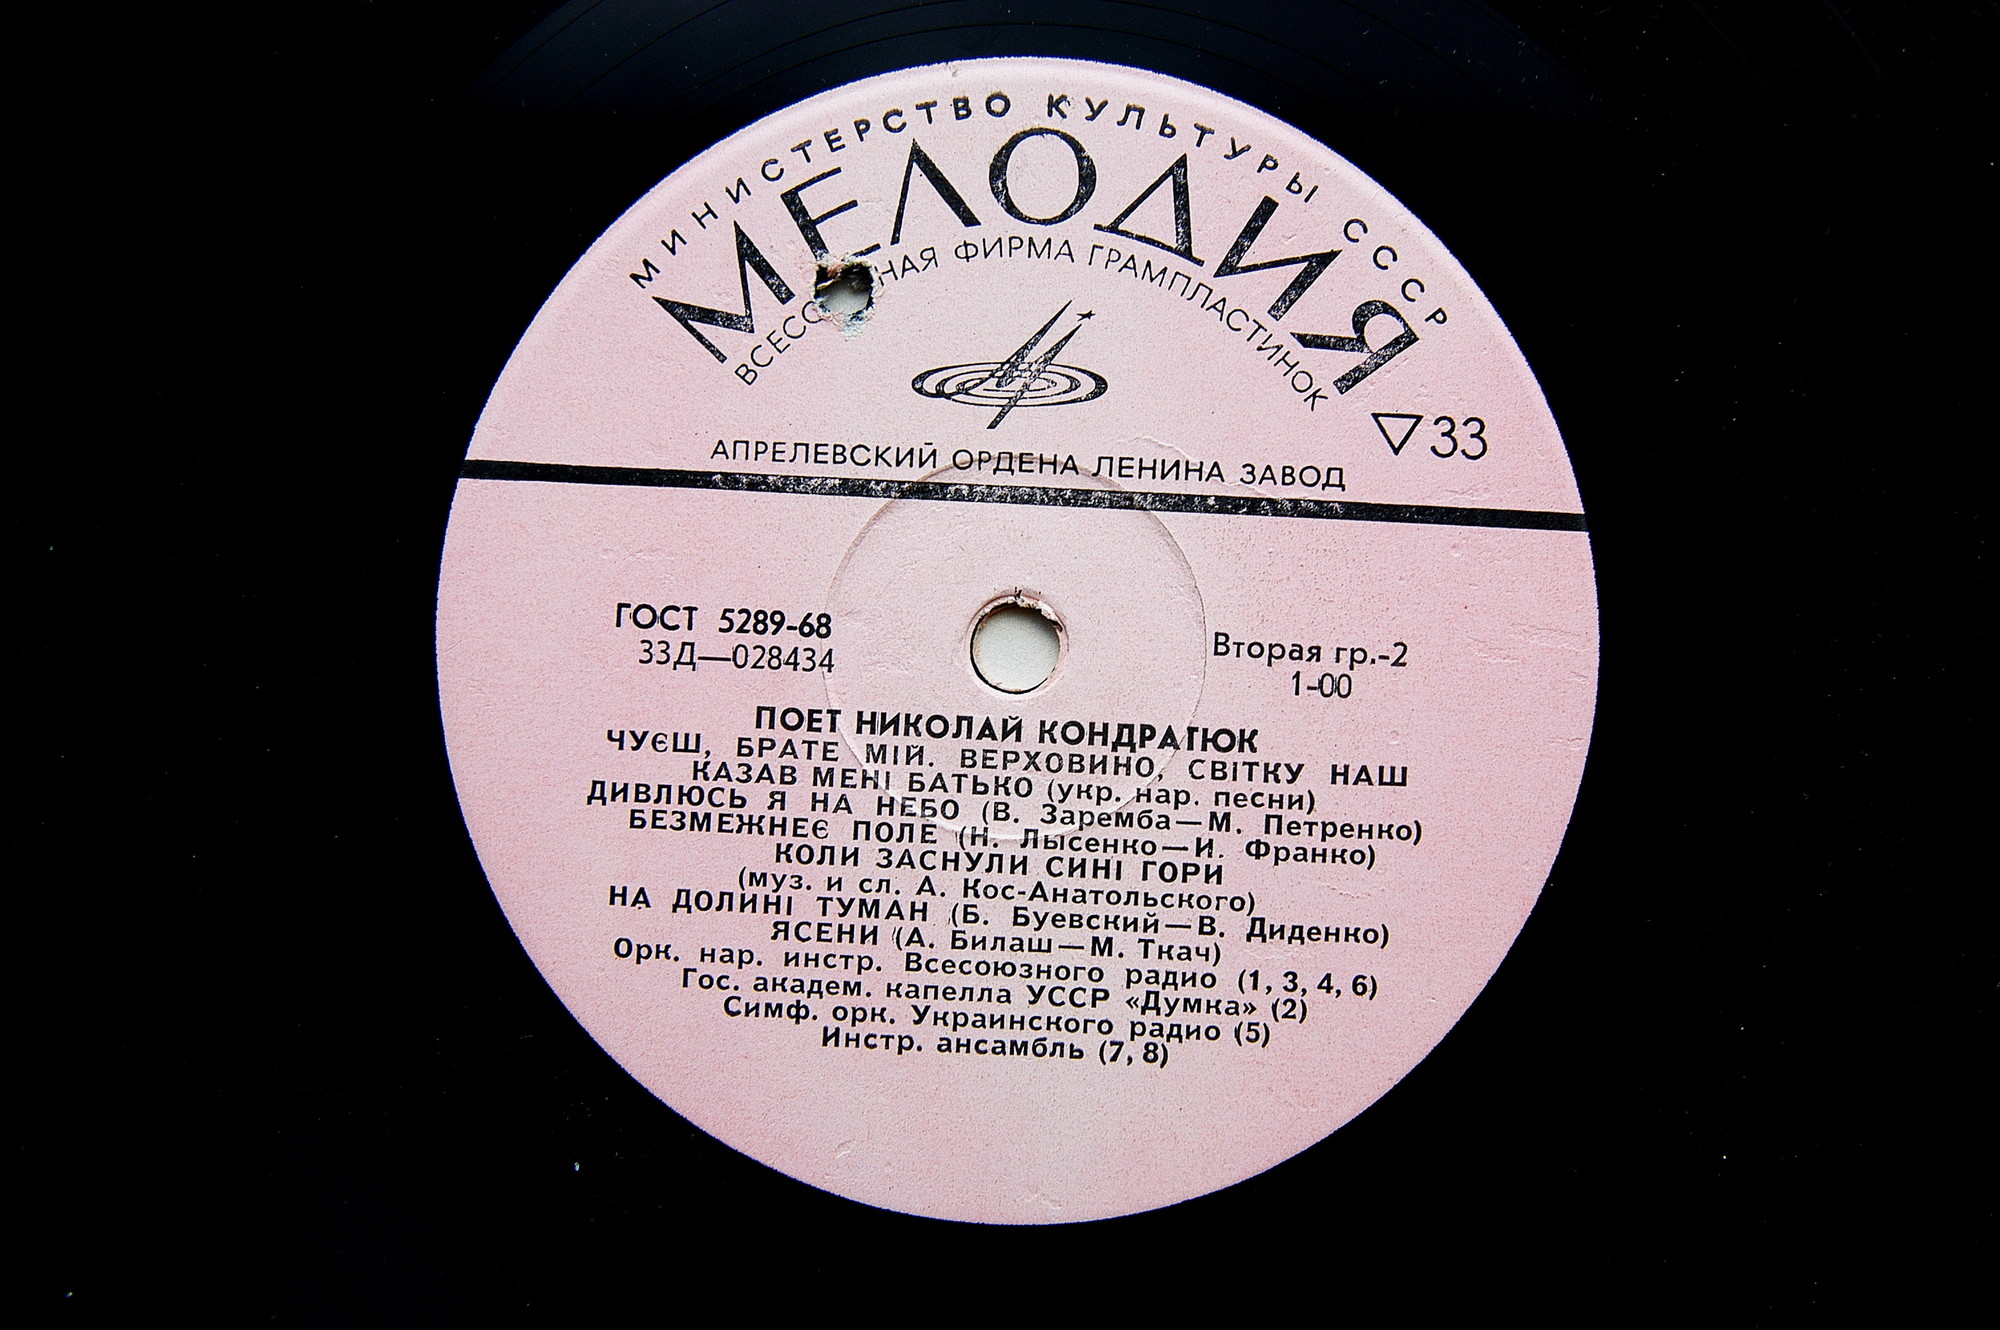 МИНИСТЕРСТВО КУЛЬТУРЫ СССР
МЕЛОДИЯ
ФИРМА ГРАМПЛАСТИНОК
33
АПРЕЛЕВСКИЙ ОРДЕНА ЛЕНИНА ЗАВОД
ГОСТ 5289-68
33Д—028434
Вторая гр.-2
1-00
ПОЕТ НИКОЛАЙ КОНДРАТЮК
ЧУЄШ, БРАТЕ МІЙ. ВЕРХОВИНО, СВІТКУ НАШ
КАЗАВ МЕНІ БАТЬКО (укр. нар. песни)
ДИВЛЮСЬ Я НА НЕБО (В. Заремба—М. Петренко)
БЕЗМЕЖНЕЄ ПОЛЕ (Н. Лысенко—И. Франко)
КОЛИ ЗАСНУЛИ СИНІ ГОРИ
(муз. и сл. А. Кос-Анатольского)
НА ДОЛИНІ ТУМАН (Б. Буевский—В. Диденко)
ЯСЕНИ (А. Билаш—М. Ткач)
Орк. нар. инстр. Всесоюзного радио (1, 3, 4, 6)
Гос. академ. капелла УССР «Думка» (2)
Симф. орк. Украинского радио (5)
Инстр. ансамбль (7, 8)